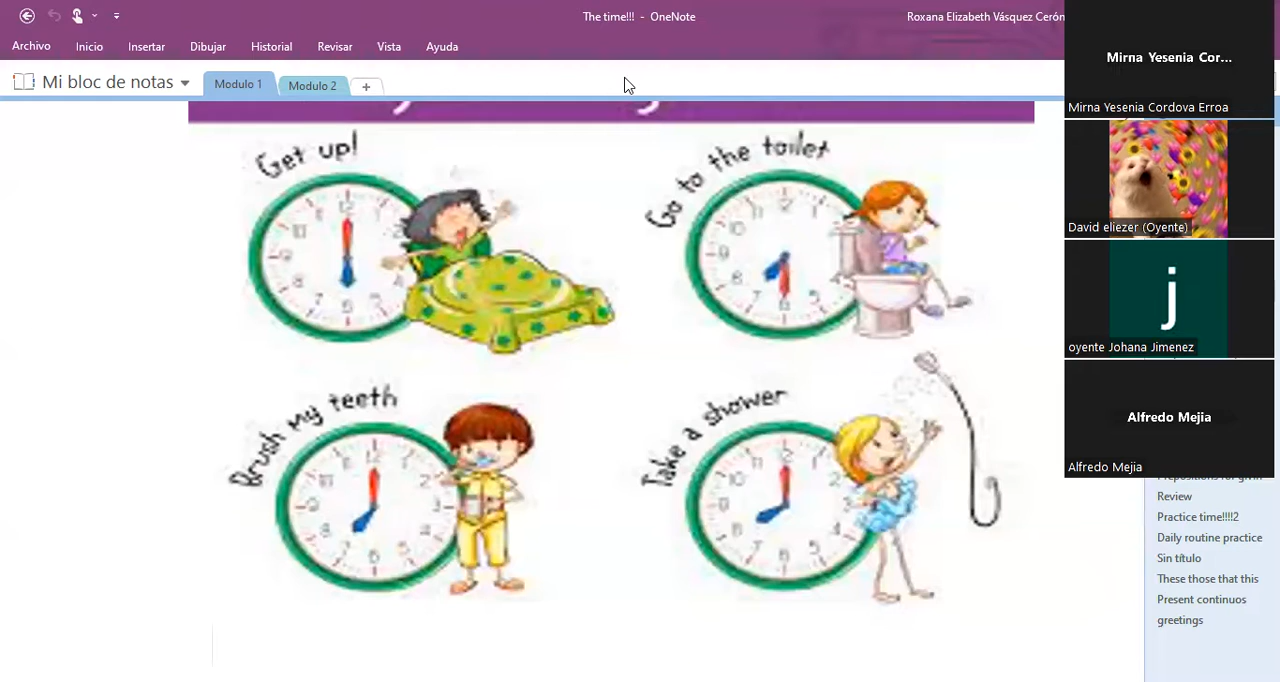 The time!!! - OneNote
Roxana Elizabeth Vásquez Cerón
Archivo
Inicio
Insertar
Dibujar
Historial
Revisar
Vista
Ayuda
Mi bloc de notas
Modulo 1
Modulo 2
+
Get up!
Go to the toilet
Brush my teeth
Take a shower
Mirna Yesenia Cor...
Mirna Yesenia Cordova Erroa
David eliezer (Oyente)
j
oyente Johana Jimenez
Alfredo Mejia
Alfredo Mejia
Review
Practice time!!!!2
Daily routine practice
Sin título
These those that this
Present continuos
greetings